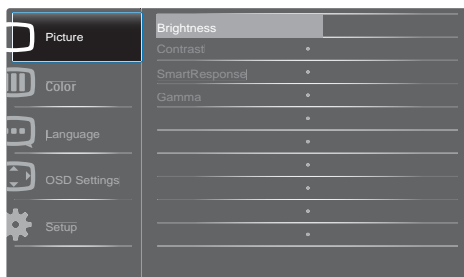 Picture
Color
Language
OSD Settings
Setup
Brightness
Contrast
SmartResponse
Gamma